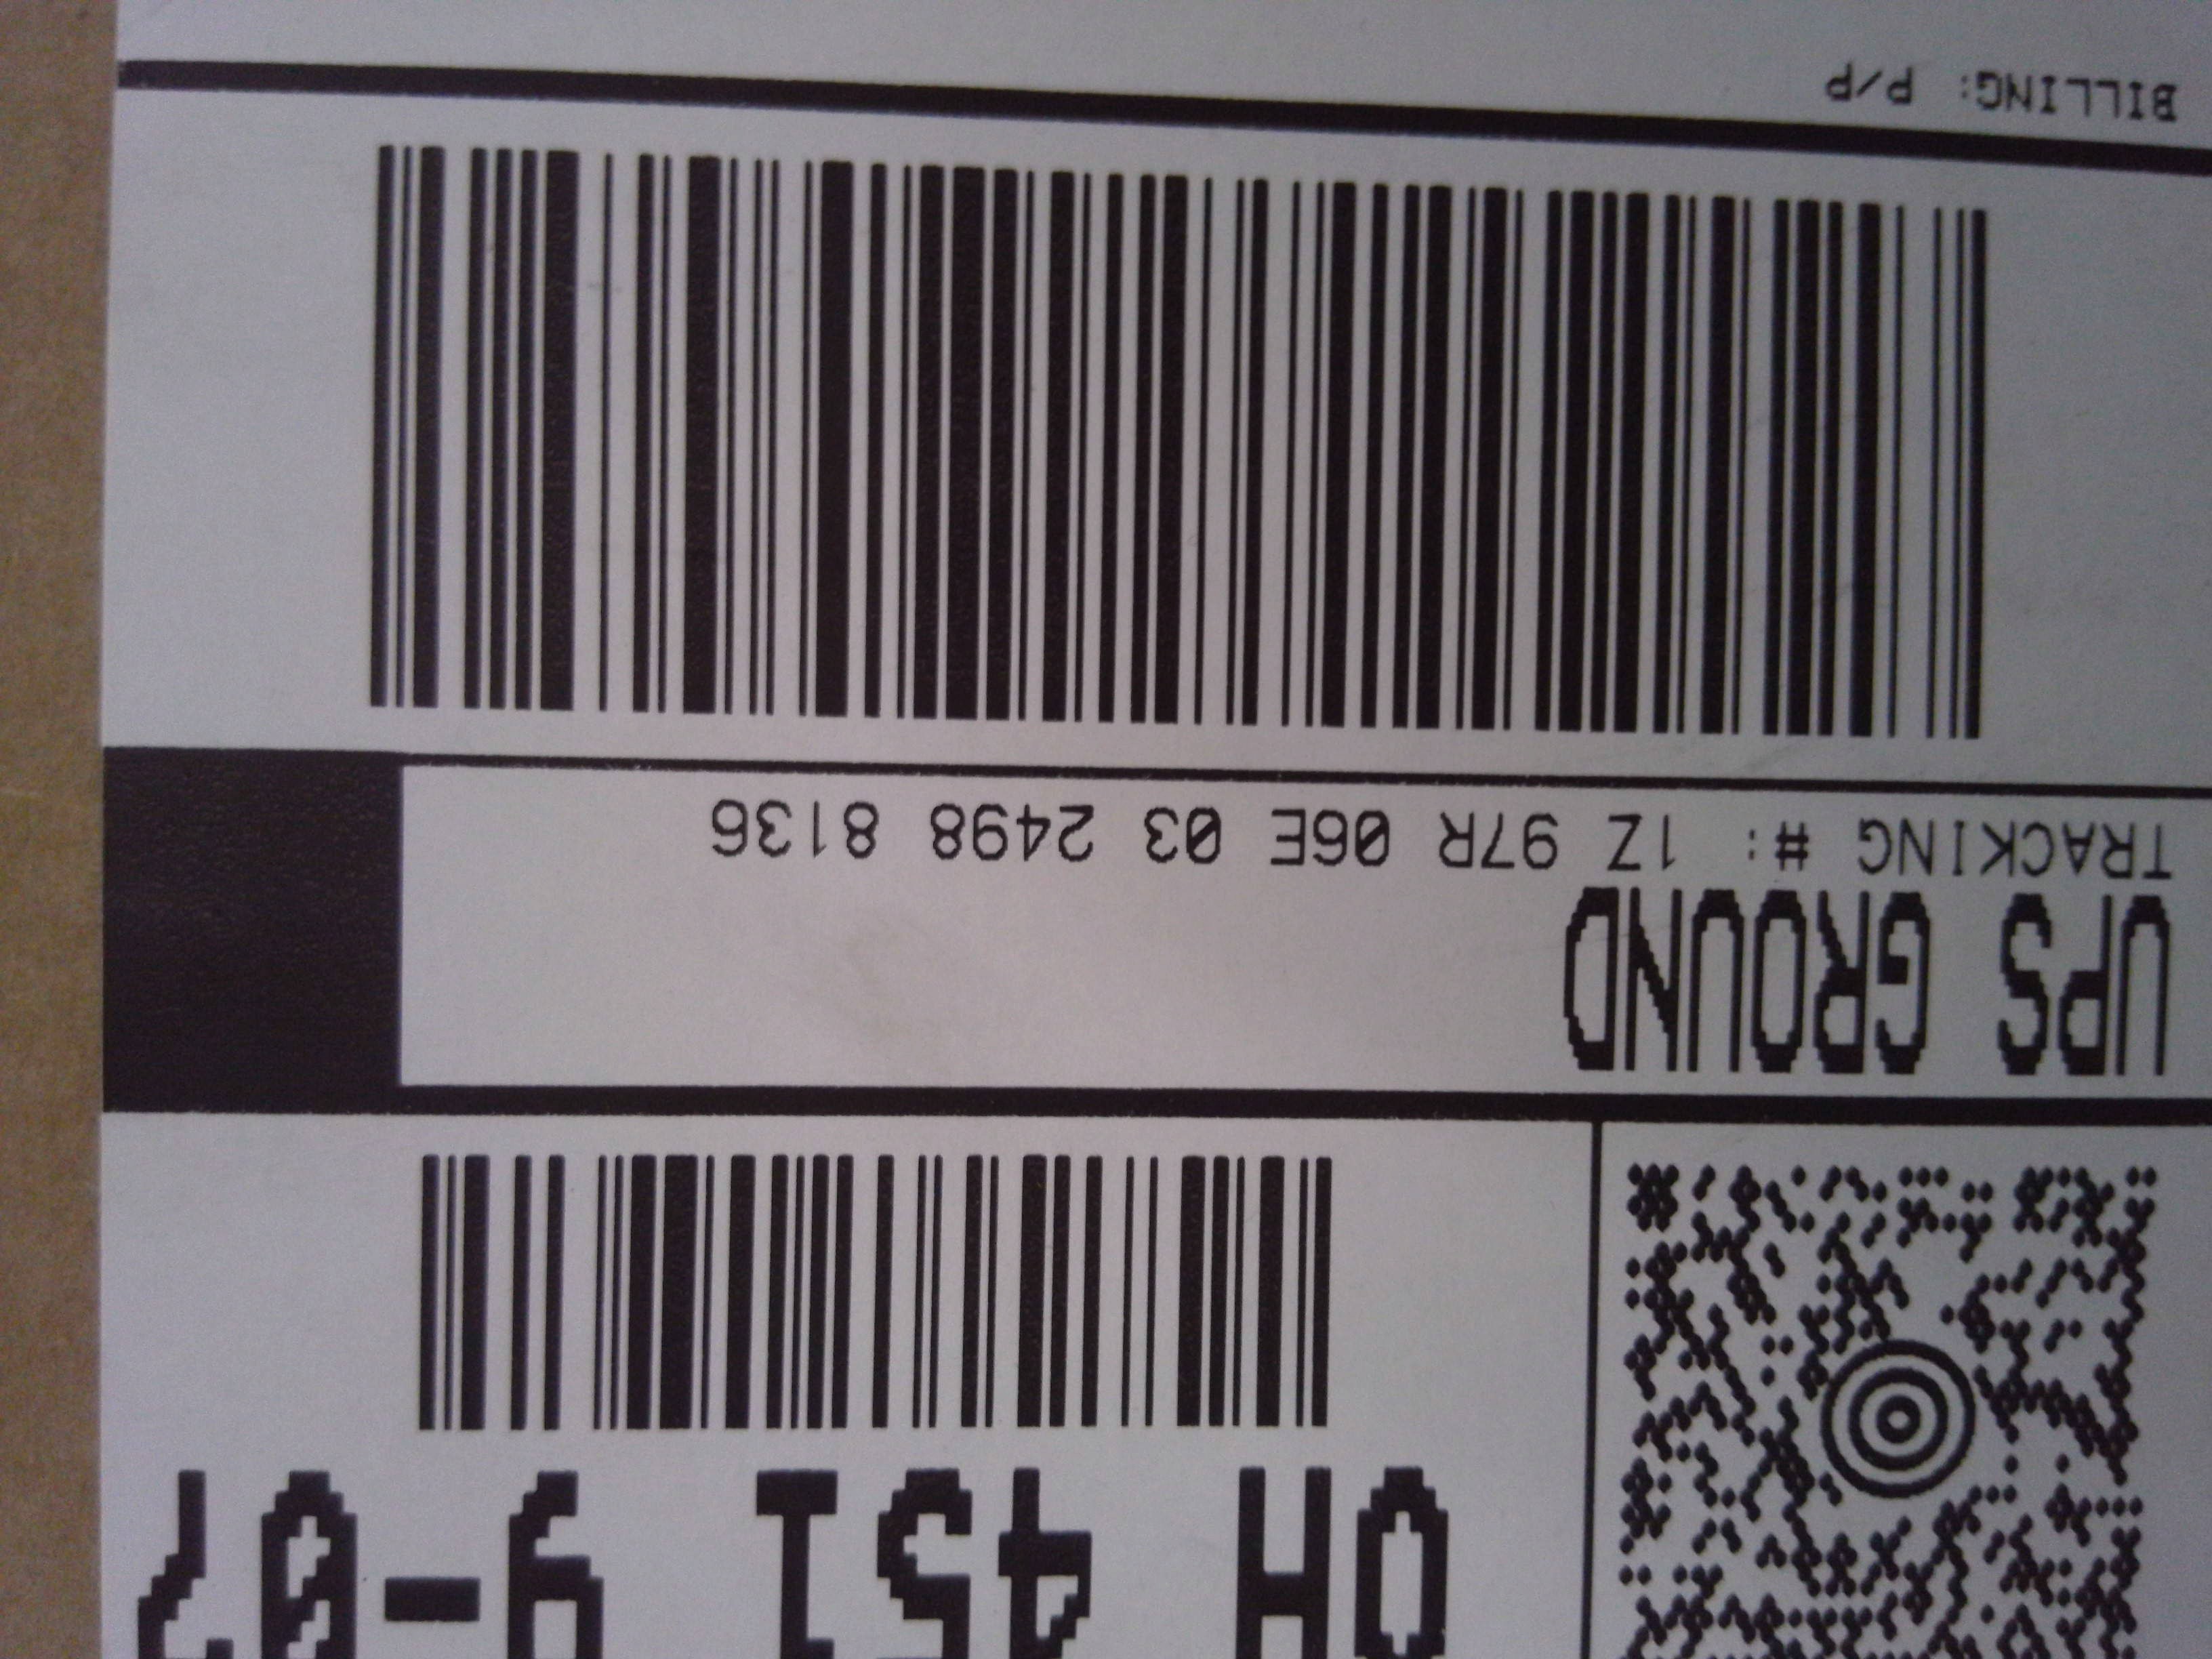 OH 451 9-07
UPS GROUND
TRACKING #: 1Z 97R 06E 03 2498 8136
BILLING: P/P